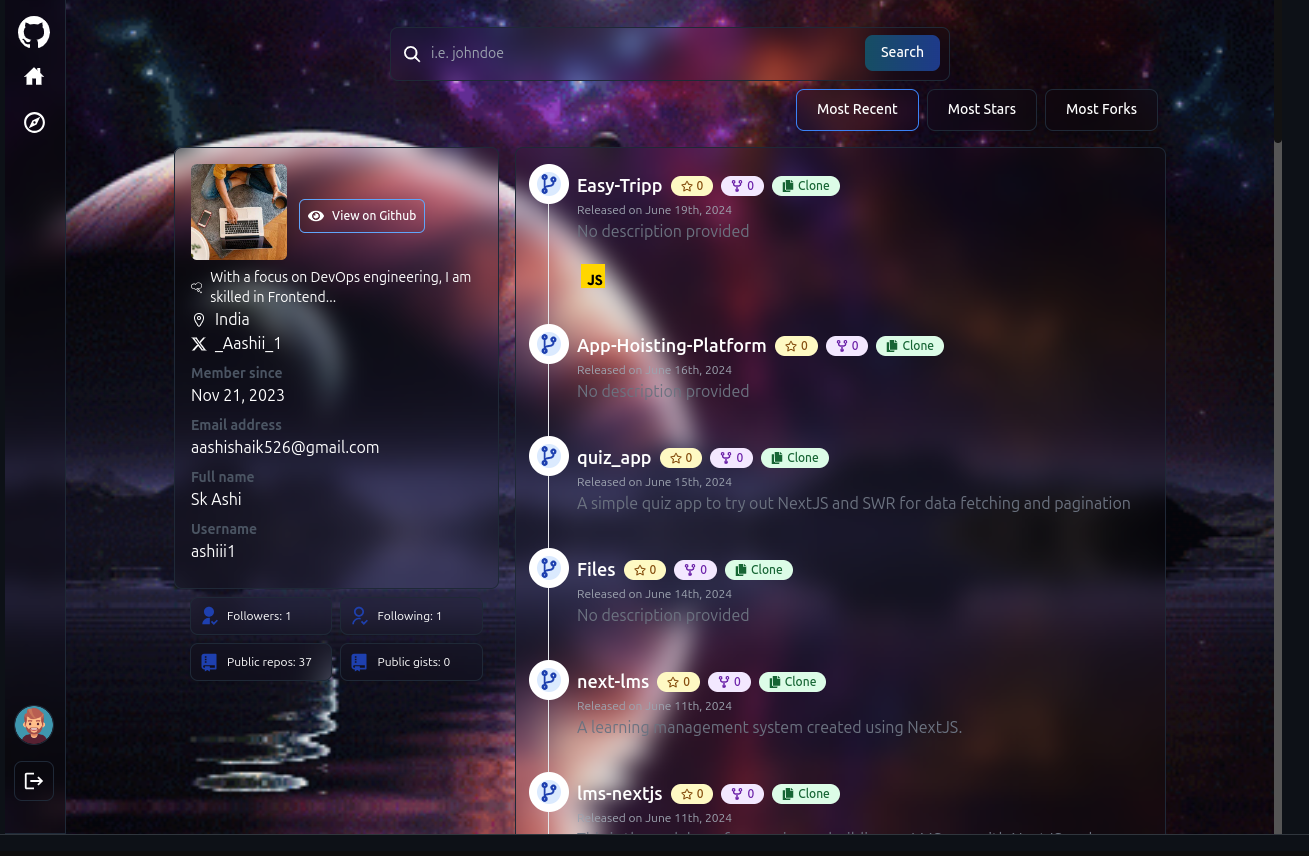 i.e. johndoe
Search
Most Recent
Most Stars
Most Forks
View on Github
With a focus on DevOps engineering, I am
skilled in Frontend...
India
_Aashii_1
Member since
Nov 21, 2023
Email address
aashishaik526@gmail.com
Full name
Sk Ashi
Username
ashiii1
Followers: 1
Following: 1
Public repos: 37
Public gists: 0
Easy-Tripp 0 0 Clone
Released on June 19th, 2024
No description provided
JS
App-Hoisting-Platform 0 0 Clone
Released on June 16th, 2024
No description provided
quiz_app 0 0 Clone
Released on June 15th, 2024
A simple quiz app to try out NextJS and SWR for data fetching and pagination
Files 0 0 Clone
Released on June 14th, 2024
No description provided
next-lms 0 0 Clone
Released on June 11th, 2024
A learning management system created using NextJS.
lms-nextjs 0 0 Clone
Released on June 11th, 2024